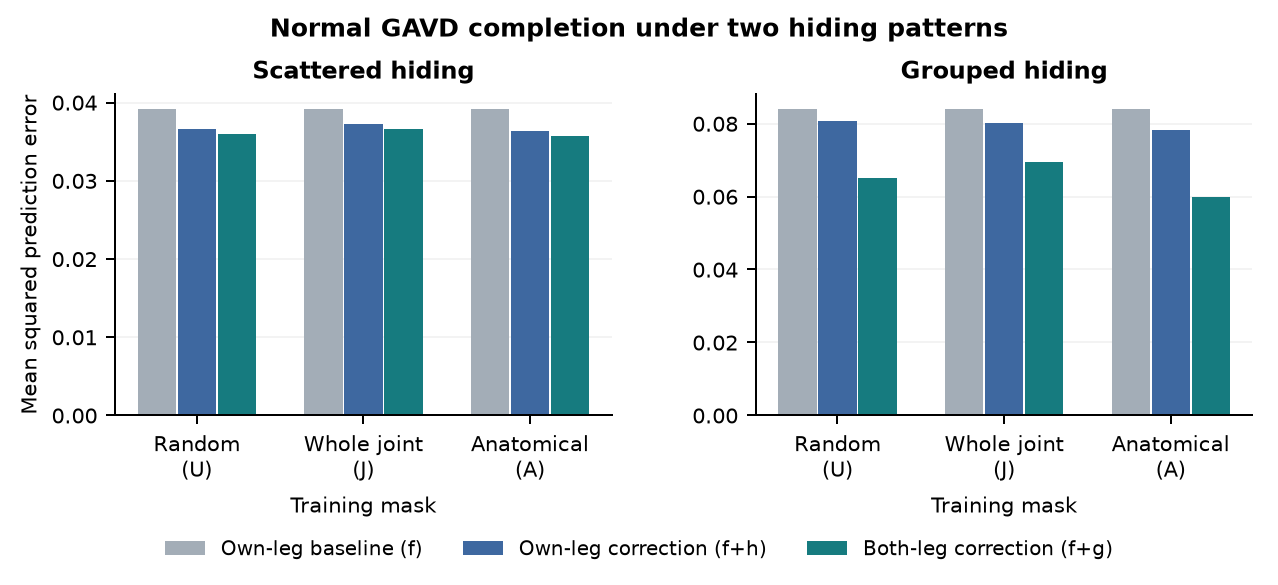 Normal GAVD completion under two hiding patterns
Scattered hiding
Mean squared prediction error
0.04
0.03
0.02
0.01
0.00
Random
(U)
Whole joint
(J)
Anatomical
(A)
Training mask
Grouped hiding
0.08
0.06
0.04
0.02
0.00
Random
(U)
Whole joint
(J)
Anatomical
(A)
Training mask
Own-leg baseline (f)
Own-leg correction (f+h)
Both-leg correction (f+g)